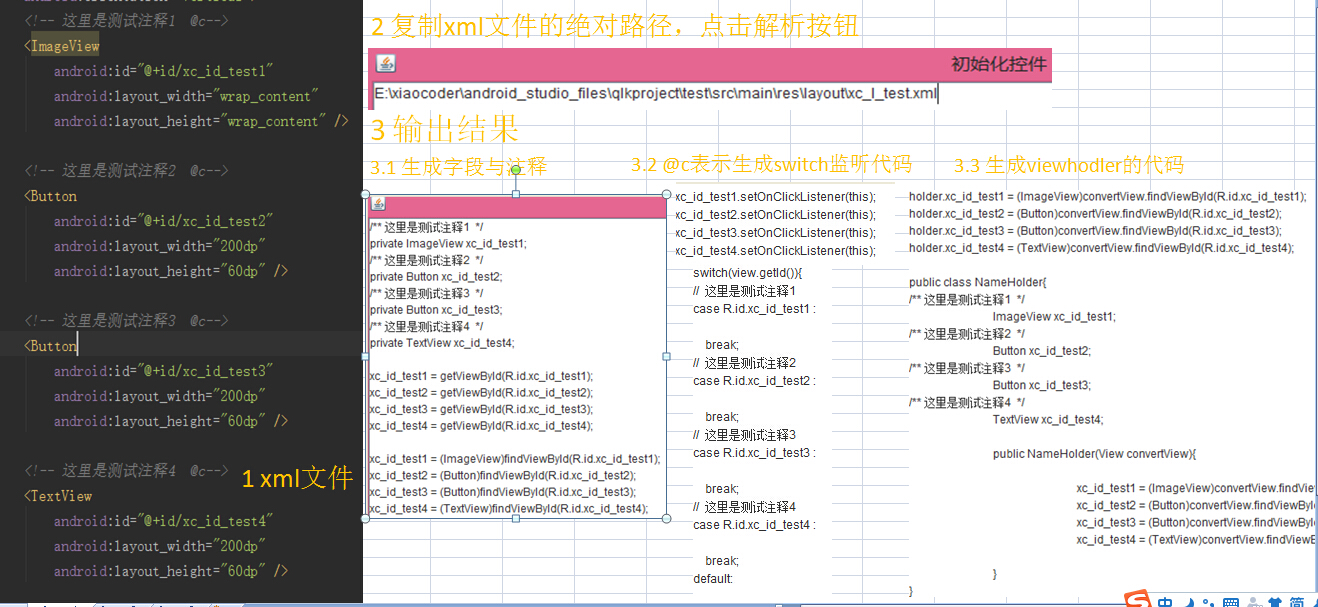 <!-- 这里是测试注释1  @c-->
<ImageView
android:id="@+id/xc_id_test1"
android:layout_width="wrap_content"
android:layout_height="wrap_content" />
<!-- 这里是测试注释2  @c-->
<Button
android:id="@+id/xc_id_test2"
android:layout_width="200dp"
android:layout_height="60dp" />
<!-- 这里是测试注释3  @c-->
<Button
android:id="@+id/xc_id_test3"
android:layout_width="200dp"
android:layout_height="60dp" />
<!-- 这里是测试注释4  @c-->
<TextView
android:id="@+id/xc_id_test4"
android:layout_width="200dp"
android:layout_height="60dp" />
1 xml文件
2 复制xml文件的绝对路径，点击解析按钮
初始化控件
E:\xiaocoder\android_studio_files\qlkproject\test\src\main\res\layout\xc_l_test.xml
3 输出结果
3.1 生成字段与注释
/** 这里是测试注释1  */
private ImageView xc_id_test1;
/** 这里是测试注释2  */
private Button xc_id_test2;
/** 这里是测试注释3  */
private Button xc_id_test3;
/** 这里是测试注释4  */
private TextView xc_id_test4;
xc_id_test1 = getViewById(R.id.xc_id_test1);
xc_id_test2 = getViewById(R.id.xc_id_test2);
xc_id_test3 = getViewById(R.id.xc_id_test3);
xc_id_test4 = getViewById(R.id.xc_id_test4);
xc_id_test1 = (ImageView)findViewById(R.id.xc_id_test1);
xc_id_test2 = (Button)findViewById(R.id.xc_id_test2);
xc_id_test3 = (Button)findViewById(R.id.xc_id_test3);
xc_id_test4 = (TextView)findViewById(R.id.xc_id_test4);
3.2 @c表示生成switch监听代码
xc_id_test1.setOnClickListener(this);
xc_id_test2.setOnClickListener(this);
xc_id_test3.setOnClickListener(this);
xc_id_test4.setOnClickListener(this);
switch(view.getId()){
// 这里是测试注释1
case R.id.xc_id_test1 :
break;
// 这里是测试注释2
case R.id.xc_id_test2 :
break;
// 这里是测试注释3
case R.id.xc_id_test3 :
break;
// 这里是测试注释4
case R.id.xc_id_test4 :
break;
default:
3.3 生成viewhodler的代码
holder.xc_id_test1 = (ImageView)convertView.findViewById(R.id.xc_id_test1);
holder.xc_id_test2 = (Button)convertView.findViewById(R.id.xc_id_test2);
holder.xc_id_test3 = (Button)convertView.findViewById(R.id.xc_id_test3);
holder.xc_id_test4 = (TextView)convertView.findViewById(R.id.xc_id_test4);
public class NameHolder{
/** 这里是测试注释1  */
ImageView xc_id_test1;
/** 这里是测试注释2  */
Button xc_id_test2;
/** 这里是测试注释3  */
Button xc_id_test3;
/** 这里是测试注释4  */
TextView xc_id_test4;
public NameHolder(View convertView){
xc_id_test1 = (ImageView)convertView.findVie
xc_id_test2 = (Button)convertView.findViewByI
xc_id_test3 = (Button)convertView.findViewByI
xc_id_test4 = (TextView)convertView.findViewB
}
}
中
简